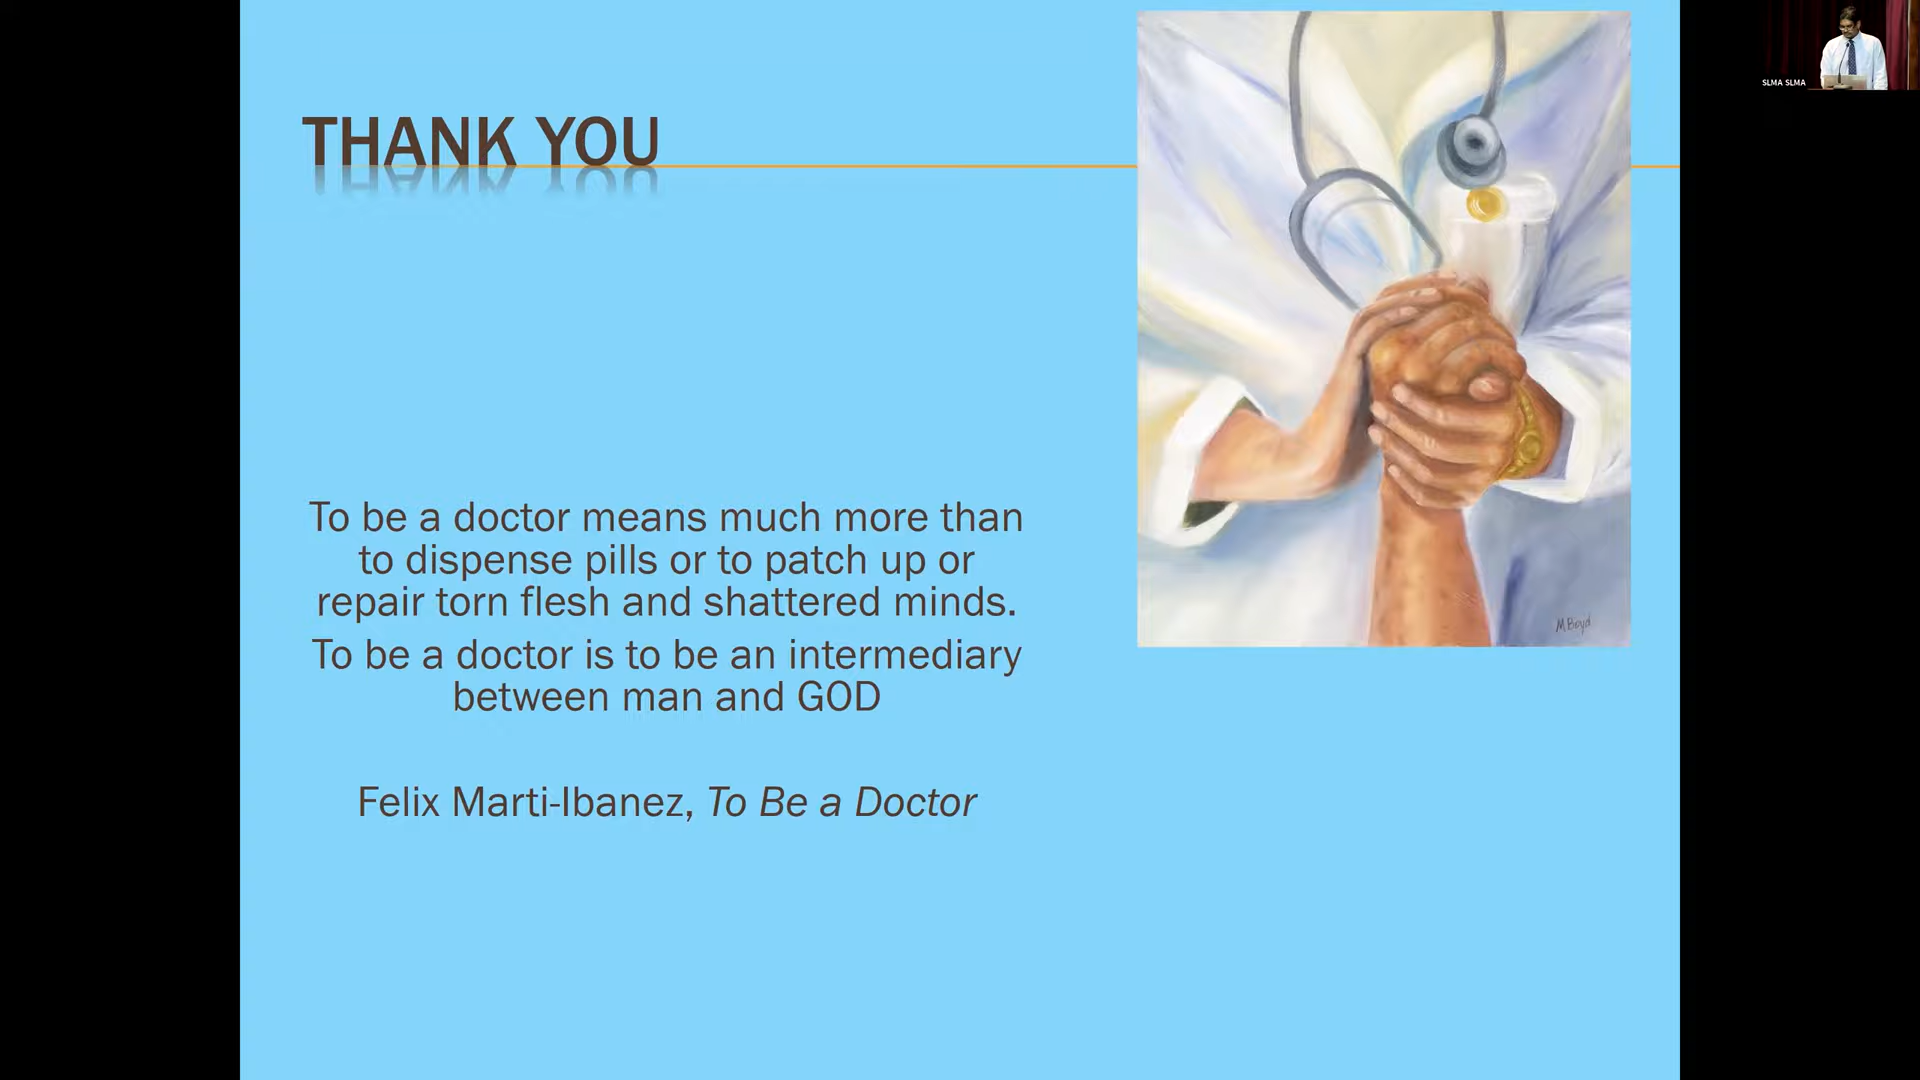 THANK YOU
SLMA SLMA
To be a doctor means much more than
to dispense pills or to patch up or
repair torn flesh and shattered minds.
To be a doctor is to be an intermediary
between man and GOD
Felix Marti-Ibanez, To Be a Doctor
M Boyd